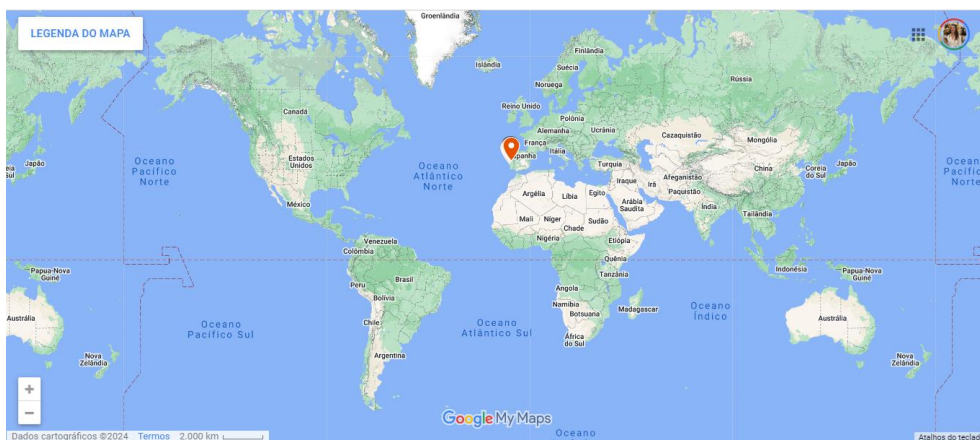 LEGENDA DO MAPA
Groenlândia
Islândia
Finlândia
Suécia
Noruega
Rússia
Canadá
Reino Unido
Polônia
Alemanha
Ucrânia
França
Itália
Cazaquistão
Mongólia
Estados
Unidos
Oceano
Pacífico
Norte
Oceano
Atlântico
Norte
Turquia
Iraque
Irã
Afeganistão
Paquistão
China
Coreia
do Sul
Japão
Japão
México
Argélia
Líbia
Egito
Arábia
Saudita
Índia
Tailândia
Mali
Níger
Chade
Sudão
Nigéria
Etiópia
Venezuela
Colômbia
Quênia
Tanzânia
Papua-Nova
Guiné
Indonésia
Papua-Nova
Guiné
Peru
Brasil
Bolívia
Angola
Namíbia
Botsuana
Madagascar
Oceano
Índico
Austrália
Austrália
Oceano
Pacífico Sul
Chile
Oceano
Atlântico Sul
África
do Sul
Argentina
Nova
Zelândia
Nova
Zelândia
+
−
Google My Maps
Oceano
Dados cartográficos ©2024 Termos 2.000 km
Atalhos do teclado